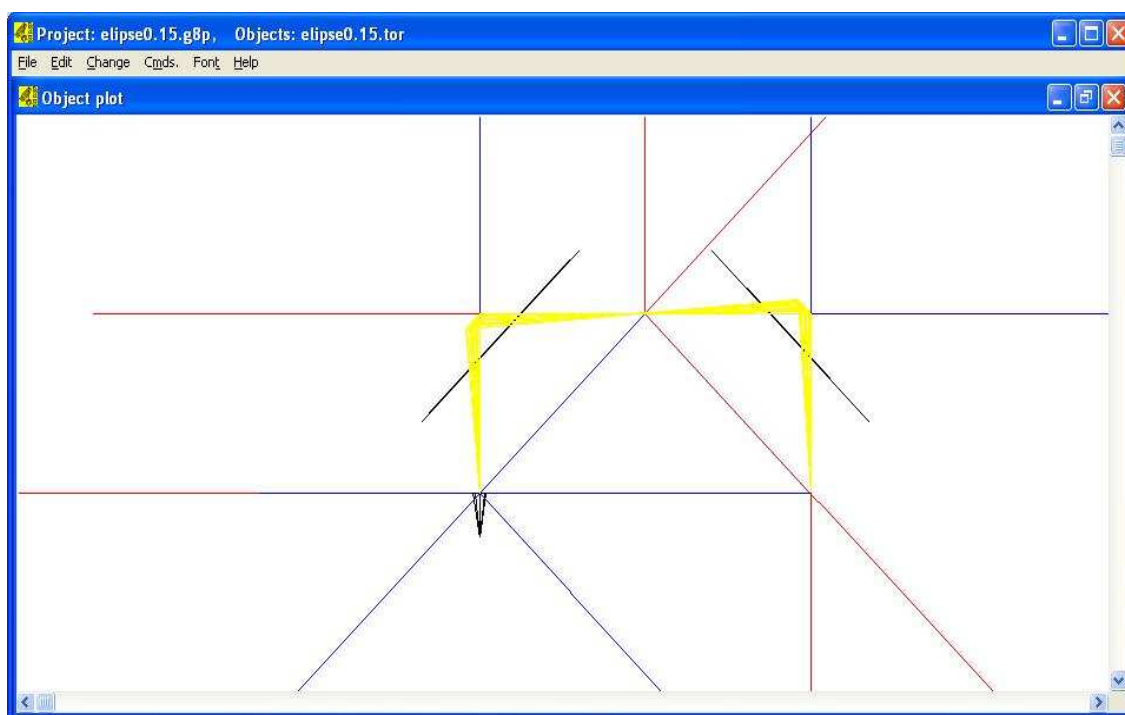 Project: elipse0.15.g8p, Objects: elipse0.15.tor
File Edit Change Cmds. Font Help
Object plot